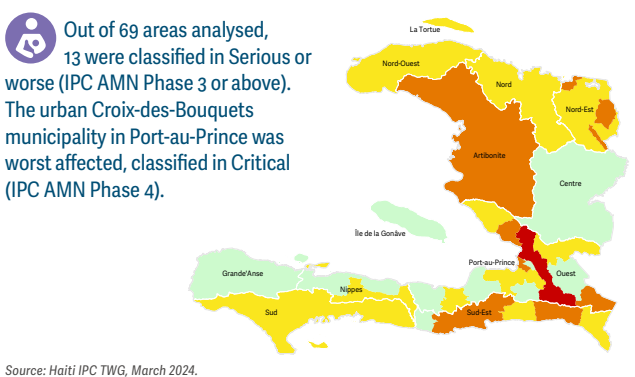 Out of 69 areas analysed,
13 were classified in Serious or
worse (IPC AMN Phase 3 or above).
The urban Croix-des-Bouquets
municipality in Port-au-Prince was
worst affected, classified in Critical
(IPC AMN Phase 4).
La Tortue
Nord-Ouest
Nord
Nord-Est
Artibonite
Centre
Île de la Gonâve
Port-au-Prince
Ouest
Grande'Anse
Nippes
Sud
Sud-Est
Source: Haiti IPC TWG, March 2024.